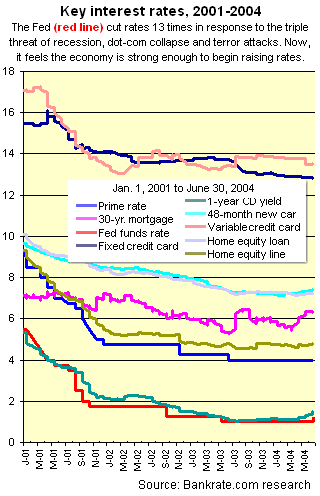 Key interest rates, 2001-2004
The Fed (red line) cut rates 13 times in response to the triple
threat of recession, dot-com collapse and terror attacks. Now,
it feels the economy is strong enough to begin raising rates.
18
16
14
12
10
8
6
4
2
0
Jan. 1, 2001 to June 30, 2004
Prime rate
30-yr. mortgage
Fed funds rate
Fixed credit card
1-year CD yield
48-month new car
Variable credit card
Home equity loan
Home equity line
J-01
M-01
M-01
J-01
S-01
N-01
J-02
M-02
M-02
J-02
S-02
N-02
J-03
M-03
M-03
J-03
S-03
N-03
J-04
M-04
M-04
Source: Bankrate.com research